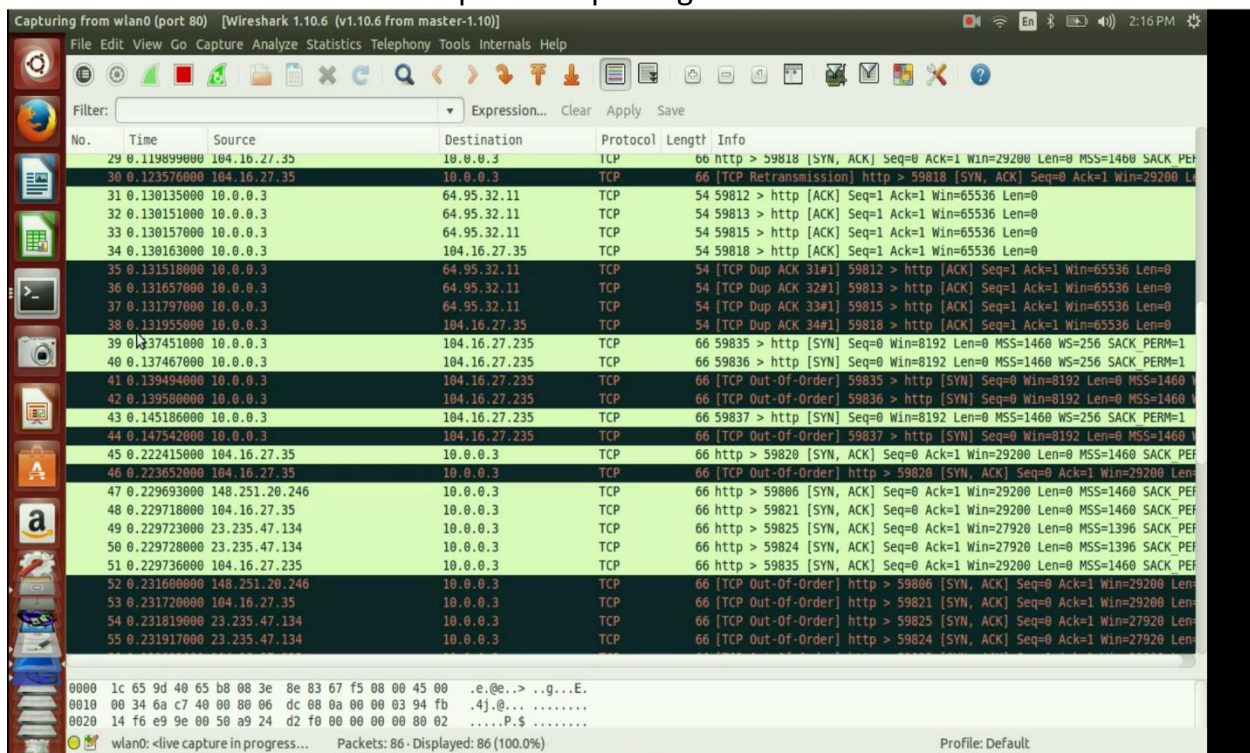 Capturing from wlan0 (port 80) [Wireshark 1.10.6 (v1.10.6 from master-1.10)] En 2:16 PM
File Edit View Go Capture Analyze Statistics Telephony Tools Internals Help
Filter: Expression... Clear Apply Save
No. Time Source Destination Protocol Length Info
29 0.119899000 104.16.27.35 10.0.0.3 TCP 66 http > 59818 [SYN, ACK] Seq=0 Ack=1 Win=29200 Len=0 MSS=1460 SACK_PER
30 0.123576000 104.16.27.35 10.0.0.3 TCP 66 [TCP Retransmission] http > 59818 [SYN, ACK] Seq=0 Ack=1 Win=29200 Le
31 0.130135000 10.0.0.3 64.95.32.11 TCP 54 59812 > http [ACK] Seq=1 Ack=1 Win=65536 Len=0
32 0.130151000 10.0.0.3 64.95.32.11 TCP 54 59813 > http [ACK] Seq=1 Ack=1 Win=65536 Len=0
33 0.130157000 10.0.0.3 64.95.32.11 TCP 54 59815 > http [ACK] Seq=1 Ack=1 Win=65536 Len=0
34 0.130163000 10.0.0.3 104.16.27.35 TCP 54 59818 > http [ACK] Seq=1 Ack=1 Win=65536 Len=0
35 0.131518000 10.0.0.3 64.95.32.11 TCP 54 [TCP Dup ACK 31#1] 59812 > http [ACK] Seq=1 Ack=1 Win=65536 Len=0
36 0.131657000 10.0.0.3 64.95.32.11 TCP 54 [TCP Dup ACK 32#1] 59813 > http [ACK] Seq=1 Ack=1 Win=65536 Len=0
37 0.131797000 10.0.0.3 64.95.32.11 TCP 54 [TCP Dup ACK 33#1] 59815 > http [ACK] Seq=1 Ack=1 Win=65536 Len=0
38 0.131955000 10.0.0.3 104.16.27.35 TCP 54 [TCP Dup ACK 34#1] 59818 > http [ACK] Seq=1 Ack=1 Win=65536 Len=0
39 0.137451000 10.0.0.3 104.16.27.235 TCP 66 59835 > http [SYN] Seq=0 Win=8192 Len=0 MSS=1460 WS=256 SACK_PERM=1
40 0.137467000 10.0.0.3 104.16.27.235 TCP 66 59836 > http [SYN] Seq=0 Win=8192 Len=0 MSS=1460 WS=256 SACK_PERM=1
41 0.139494000 10.0.0.3 104.16.27.235 TCP 66 [TCP Out-Of-Order] 59835 > http [SYN] Seq=0 Win=8192 Len=0 MSS=1460 W
42 0.139580000 10.0.0.3 104.16.27.235 TCP 66 [TCP Out-Of-Order] 59836 > http [SYN] Seq=0 Win=8192 Len=0 MSS=1460 W
43 0.145186000 10.0.0.3 104.16.27.235 TCP 66 59837 > http [SYN] Seq=0 Win=8192 Len=0 MSS=1460 WS=256 SACK_PERM=1
44 0.147542000 10.0.0.3 104.16.27.235 TCP 66 [TCP Out-Of-Order] 59837 > http [SYN] Seq=0 Win=8192 Len=0 MSS=1460 W
45 0.222415000 104.16.27.35 10.0.0.3 TCP 66 http > 59820 [SYN, ACK] Seq=0 Ack=1 Win=29200 Len=0 MSS=1460 SACK_PER
46 0.223652000 104.16.27.35 10.0.0.3 TCP 66 [TCP Out-Of-Order] http > 59820 [SYN, ACK] Seq=0 Ack=1 Win=29200 Len=
47 0.229693000 148.251.20.246 10.0.0.3 TCP 66 http > 59806 [SYN, ACK] Seq=0 Ack=1 Win=29200 Len=0 MSS=1460 SACK_PER
48 0.229718000 104.16.27.35 10.0.0.3 TCP 66 http > 59821 [SYN, ACK] Seq=0 Ack=1 Win=29200 Len=0 MSS=1460 SACK_PER
49 0.229723000 23.235.47.134 10.0.0.3 TCP 66 http > 59825 [SYN, ACK] Seq=0 Ack=1 Win=27920 Len=0 MSS=1396 SACK_PER
50 0.229728000 23.235.47.134 10.0.0.3 TCP 66 http > 59824 [SYN, ACK] Seq=0 Ack=1 Win=27920 Len=0 MSS=1396 SACK_PER
51 0.229736000 104.16.27.235 10.0.0.3 TCP 66 http > 59835 [SYN, ACK] Seq=0 Ack=1 Win=29200 Len=0 MSS=1460 SACK_PER
52 0.231600000 148.251.20.246 10.0.0.3 TCP 66 [TCP Out-Of-Order] http > 59806 [SYN, ACK] Seq=0 Ack=1 Win=29200 Len=
53 0.231720000 104.16.27.35 10.0.0.3 TCP 66 [TCP Out-Of-Order] http > 59821 [SYN, ACK] Seq=0 Ack=1 Win=29200 Len=
54 0.231819000 23.235.47.134 10.0.0.3 TCP 66 [TCP Out-Of-Order] http > 59825 [SYN, ACK] Seq=0 Ack=1 Win=27920 Len=
55 0.231917000 23.235.47.134 10.0.0.3 TCP 66 [TCP Out-Of-Order] http > 59824 [SYN, ACK] Seq=0 Ack=1 Win=27920 Len=
0000 1c 65 9d 40 65 b8 08 3e 8e 83 67 f5 08 00 45 00 .e.@e..> ..g...E.
0010 00 34 6a c7 40 00 80 06 dc 08 0a 00 00 03 94 fb .4j.@... ........
0020 14 f6 e9 9e 00 50 a9 24 d2 f0 00 00 00 00 80 02 .....P.$ ........
wlan0: <live capture in progress... Packets: 86 · Displayed: 86 (100.0%) Profile: Default